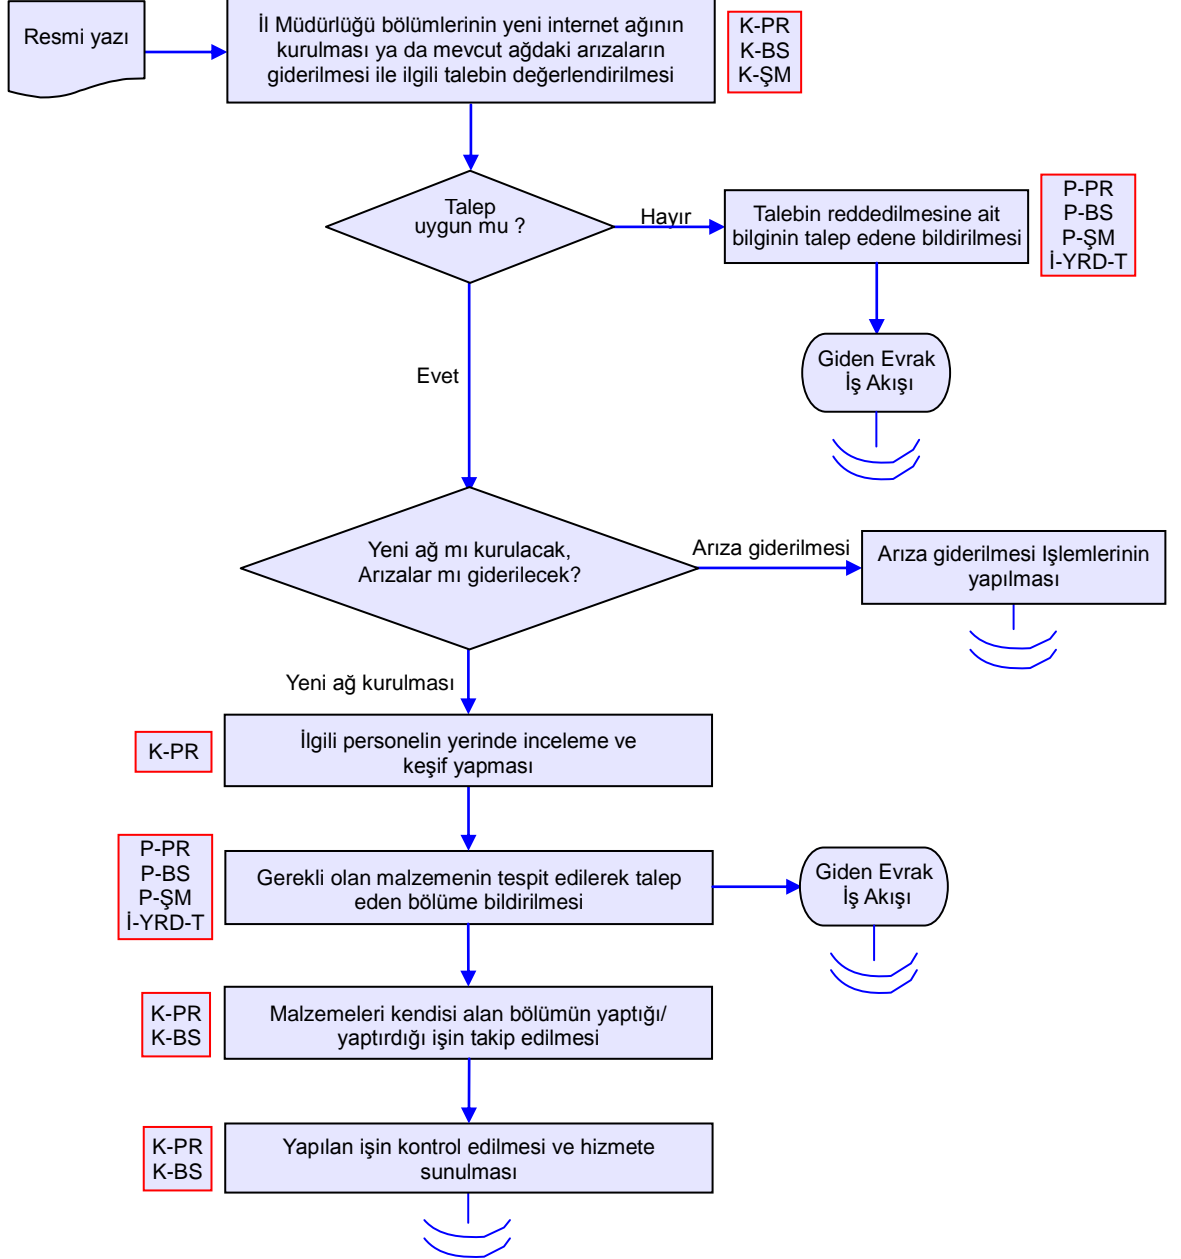 Resmi yazı
İl Müdürlüğü bölümlerinin yeni internet ağının
kurulması ya da mevcut ağdaki arızaların
giderilmesi ile ilgili talebin değerlendirilmesi
K-PR
K-BS
K-ŞM
Talep
uygun mu ?
Hayır
Talebin reddedilmesine ait
bilginin talep edene bildirilmesi
P-PR
P-BS
P-ŞM
İ-YRD-T
Giden Evrak
İş Akışı
Evet
Yeni ağ mı kurulacak,
Arızalar mı giderilecek?
Arıza giderilmesi
Arıza giderilmesi Işlemlerinin
yapılması
Yeni ağ kurulması
K-PR
İlgili personelin yerinde inceleme ve
keşif yapması
P-PR
P-BS
P-ŞM
İ-YRD-T
Gerekli olan malzemenin tespit edilerek talep
eden bölüme bildirilmesi
Giden Evrak
İş Akışı
K-PR
K-BS
Malzemeleri kendisi alan bölümün yaptığı/
yaptırdığı işin takip edilmesi
K-PR
K-BS
Yapılan işin kontrol edilmesi ve hizmete
sunulması